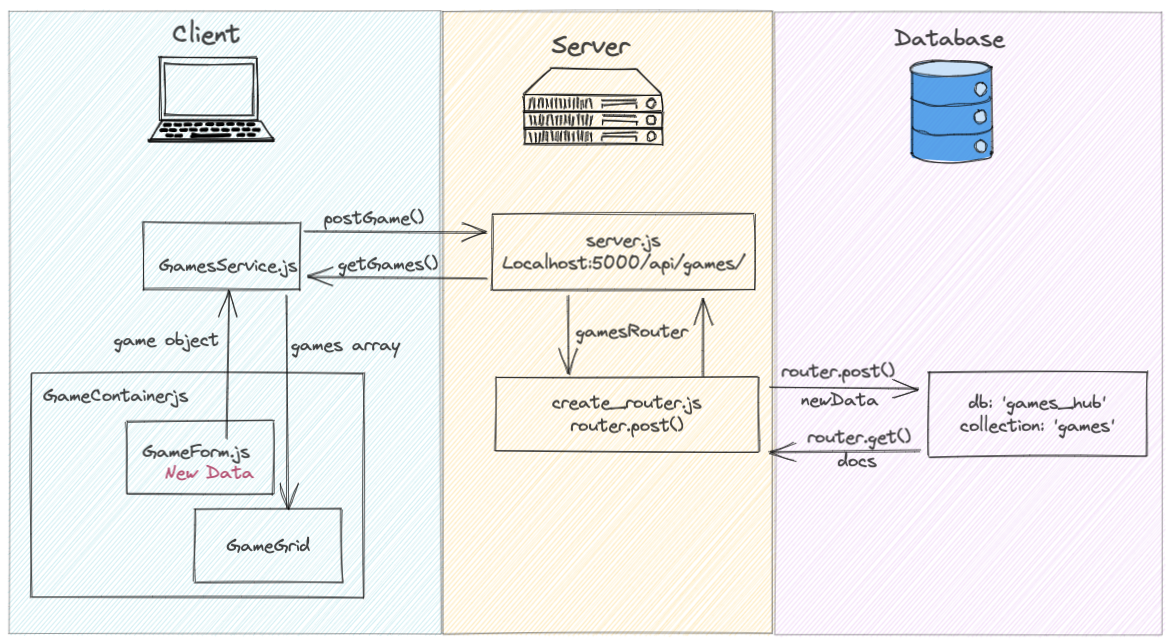 Client
Server
Database
postGame()
getGames()
GamesService.js
server.js
Localhost:5000/api/games/
game object
games array
gamesRouter
GameContainerjs
GameForm.js
New Data
GameGrid
create_router.js
router.post()
router.post()
newData
router.get()
docs
db: 'games_hub'
collection: 'games'